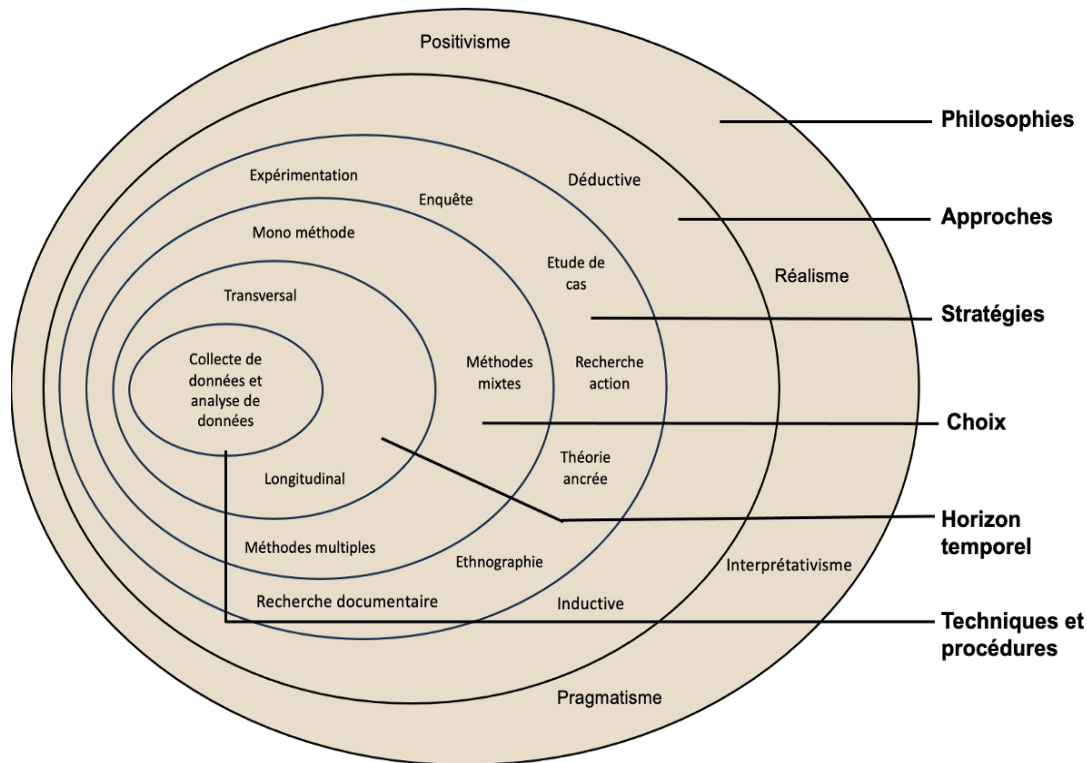 Positivisme
Philosophies
Expérimentation
Déductive
Enquête
Approches
Mono méthode
Etude de
cas
Réalisme
Transversal
Stratégies
Collecte de
données et
analyse de
données
Méthodes
mixtes
Recherche
action
Choix
Théorie
ancrée
Longitudinal
Horizon
temporel
Méthodes multiples
Ethnographie
Interprétativisme
Recherche documentaire
Inductive
Techniques et
procédures
Pragmatisme